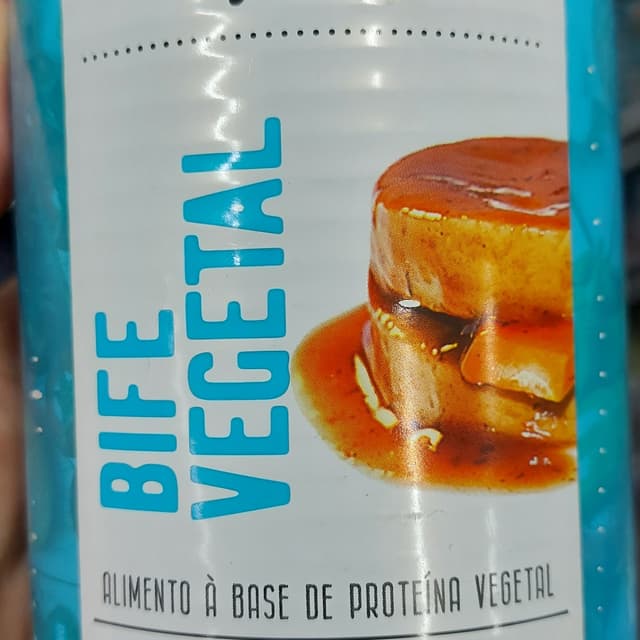 BIFE
VEGETAL
ALIMENTO À BASE DE PROTEÍNA VEGETAL